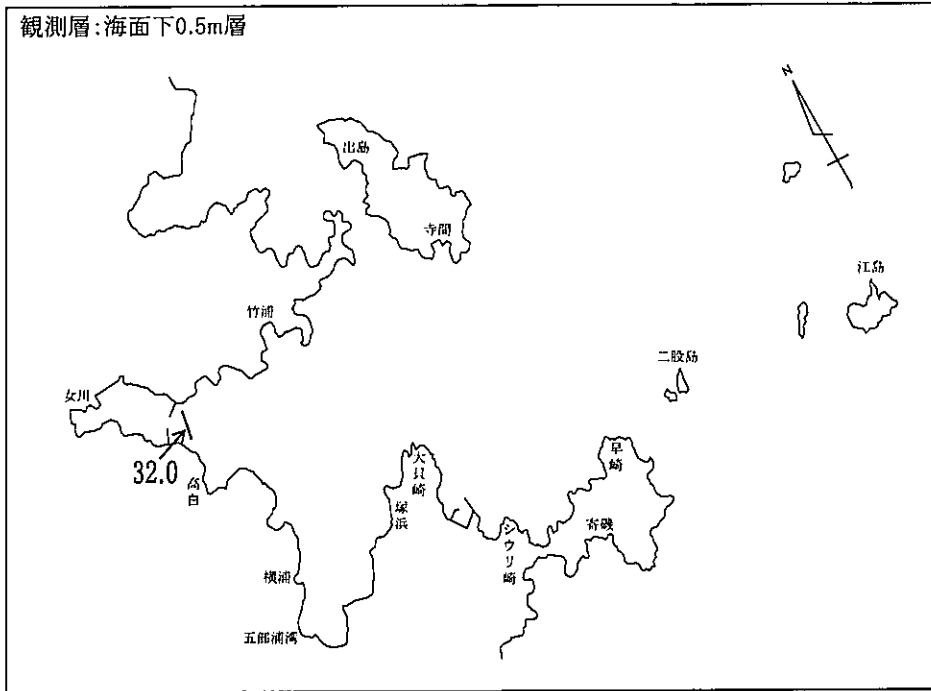 観測層:海面下0.5m層
N
出島
寺間
江島
竹浦
二股島
女川
32.0
高白
大貝崎
塚浜
早崎
寄磯
シウリ崎
横浦
五部浦湾